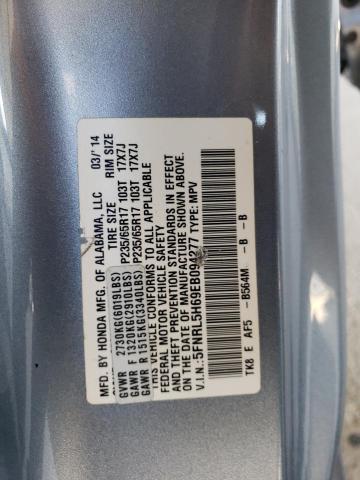 MFD. BY HONDA MFG. OF ALABAMA, LLC 03/'14
TIRE SIZE RIM SIZE
GVWR 2730KG(6019LBS)
GAWR F 1320KG(2910LBS) P235/65R17 103T 17X7J
GAWR R 1515KG(3340LBS) P235/65R17 103T 17X7J
THIS VEHICLE CONFORMS TO ALL APPLICABLE
FEDERAL MOTOR VEHICLE SAFETY, BUMPER,
AND THEFT PREVENTION STANDARDS IN EFFECT
ON THE DATE OF MANUFACTURE SHOWN ABOVE.
V.I.N.:5FNRL5H69EB094277 TYPE: MPV
TK8 E AF5 -B564M -B -B